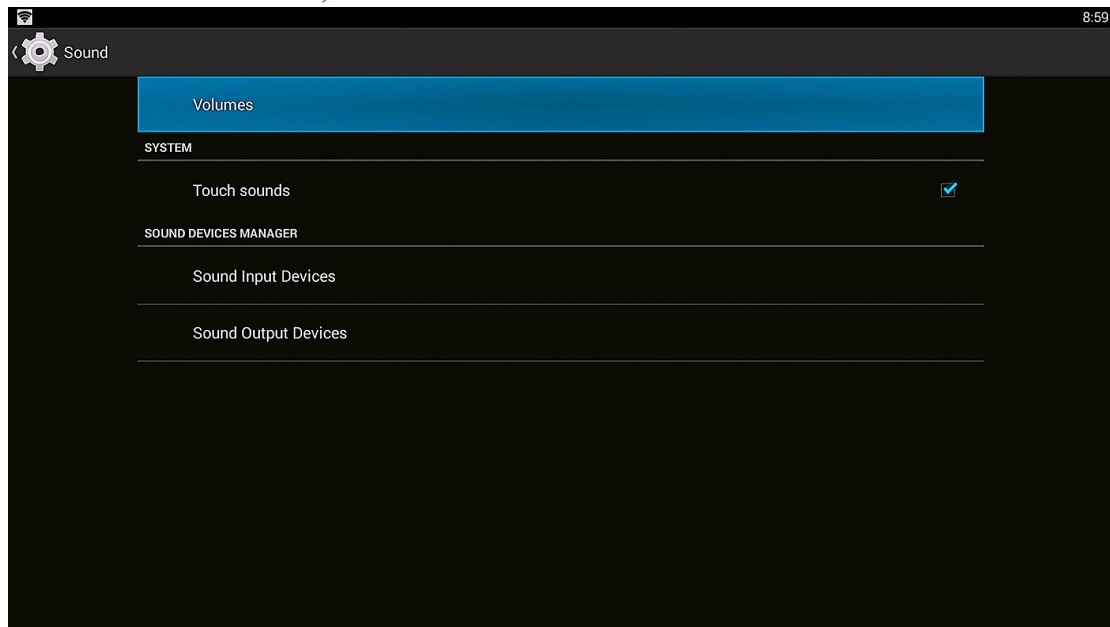 8:59
Sound
Volumes
SYSTEM
Touch sounds
SOUND DEVICES MANAGER
Sound Input Devices
Sound Output Devices